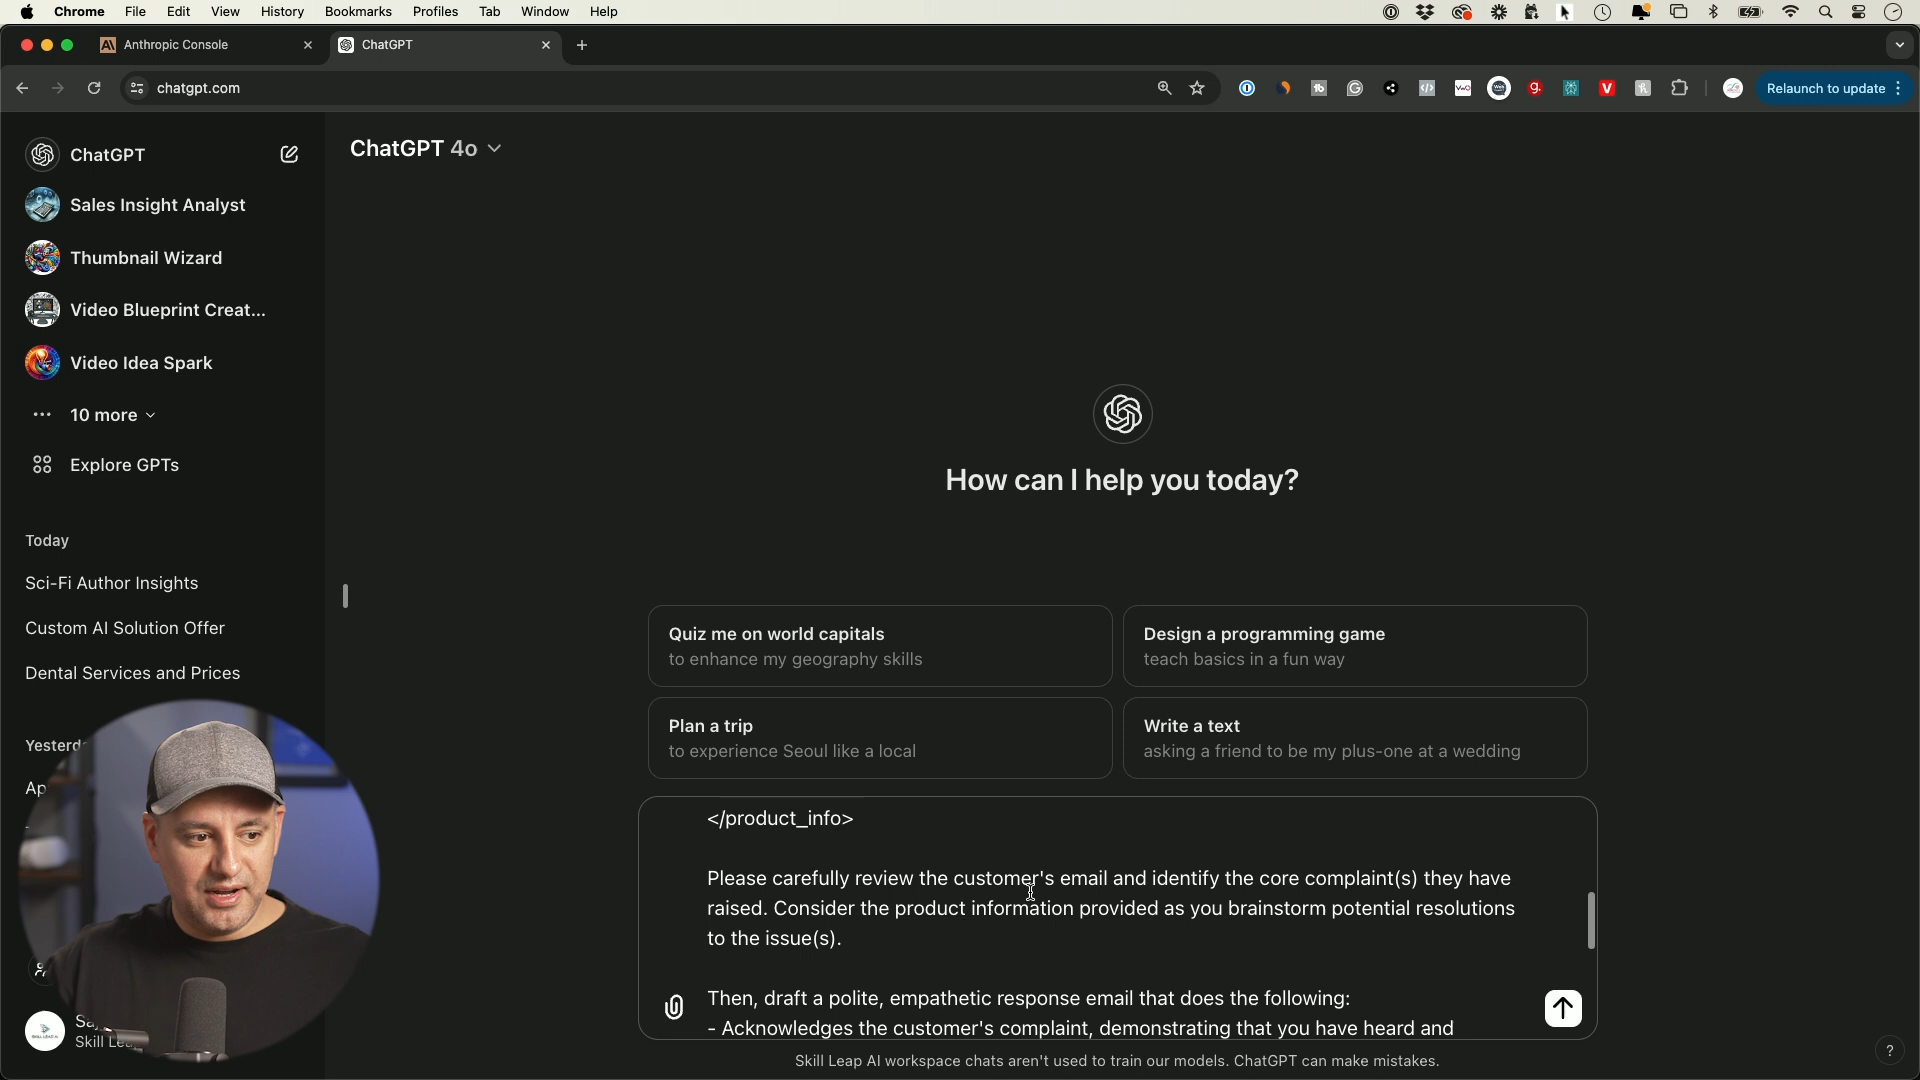 Chrome File Edit View History Bookmarks Profiles Tab Window Help
Anthropic Console
ChatGPT
chatgpt.com
Relaunch to update
ChatGPT
ChatGPT 4o
Sales Insight Analyst
Thumbnail Wizard
Video Blueprint Creat...
Video Idea Spark
10 more
Explore GPTs
How can I help you today?
Today
Sci-Fi Author Insights
Custom AI Solution Offer
Dental Services and Prices
Quiz me on world capitals
to enhance my geography skills
Design a programming game
teach basics in a fun way
Plan a trip
to experience Seoul like a local
Write a text
asking a friend to be my plus-one at a wedding
</product_info>
Please carefully review the customer's email and identify the core complaint(s) they have
raised. Consider the product information provided as you brainstorm potential resolutions
to the issue(s).
Then, draft a polite, empathetic response email that does the following:
- Acknowledges the customer's complaint, demonstrating that you have heard and
Skill Leap AI workspace chats aren't used to train our models. ChatGPT can make mistakes.
?